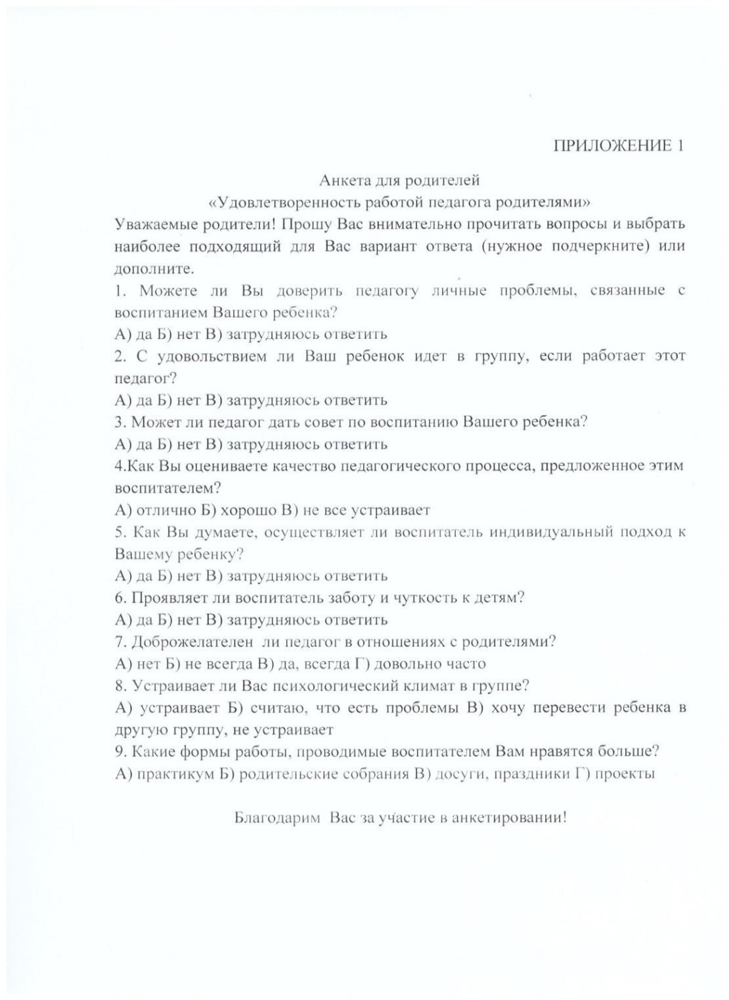 ПРИЛОЖЕНИЕ 1
Анкета для родителей
«Удовлетворенность работой педагога родителями»
Уважаемые родители! Прошу Вас внимательно прочитать вопросы и выбрать
наиболее подходящий для Вас вариант ответа (нужное подчеркните) или
дополните.
1. Можете ли Вы доверить педагогу личные проблемы, связанные с
воспитанием Вашего ребенка?
А) да Б) нет В) затрудняюсь ответить
2. С удовольствием ли Ваш ребенок идет в группу, если работает этот
педагог?
А) да Б) нет В) затрудняюсь ответить
3. Может ли педагог дать совет по воспитанию Вашего ребенка?
А) да Б) нет В) затрудняюсь ответить
4.Как Вы оцениваете качество педагогического процесса, предложенное этим
воспитателем?
А) отлично Б) хорошо В) не все устраивает
5. Как Вы думаете, осуществляет ли воспитатель индивидуальный подход к
Вашему ребенку?
А) да Б) нет В) затрудняюсь ответить
6. Проявляет ли воспитатель заботу и чуткость к детям?
А) да Б) нет В) затрудняюсь ответить
7. Доброжелателен  ли педагог в отношениях с родителями?
А) нет Б) не всегда В) да, всегда Г) довольно часто
8. Устраивает ли Вас психологический климат в группе?
А) устраивает Б) считаю, что есть проблемы В) хочу перевести ребенка в
другую группу, не устраивает
9. Какие формы работы, проводимые воспитателем Вам нравятся больше?
А) практикум Б) родительские собрания В) досуги, праздники Г) проекты
Благодарим  Вас за участие в анкетировании!